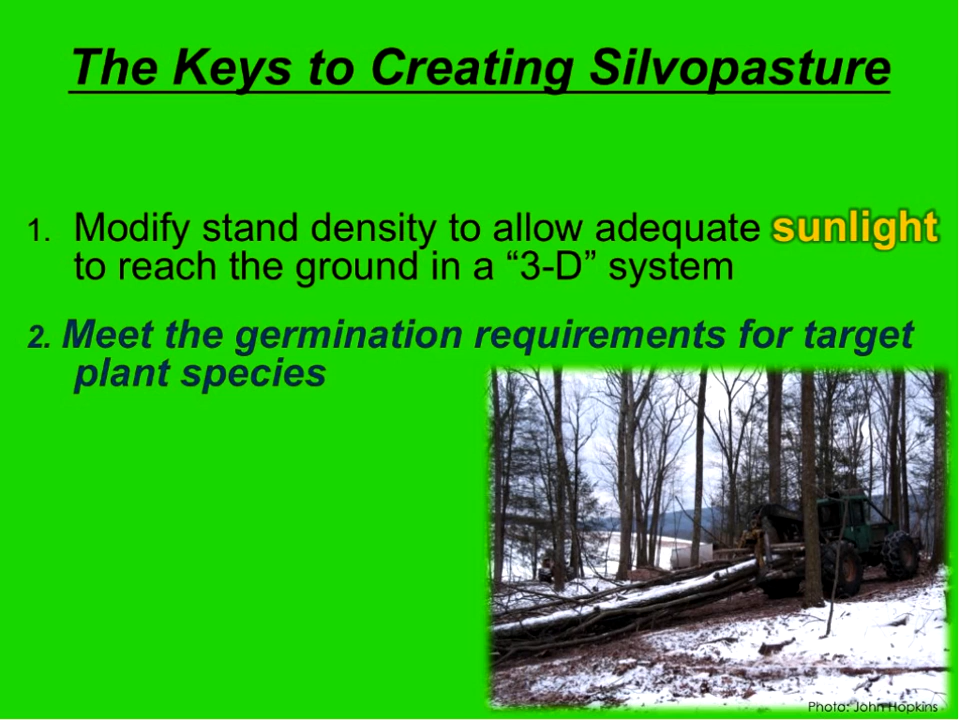 The Keys to Creating Silvopasture
1. Modify stand density to allow adequate sunlight
to reach the ground in a “3-D” system
2. Meet the germination requirements for target
plant species
Photo: John Hopkins